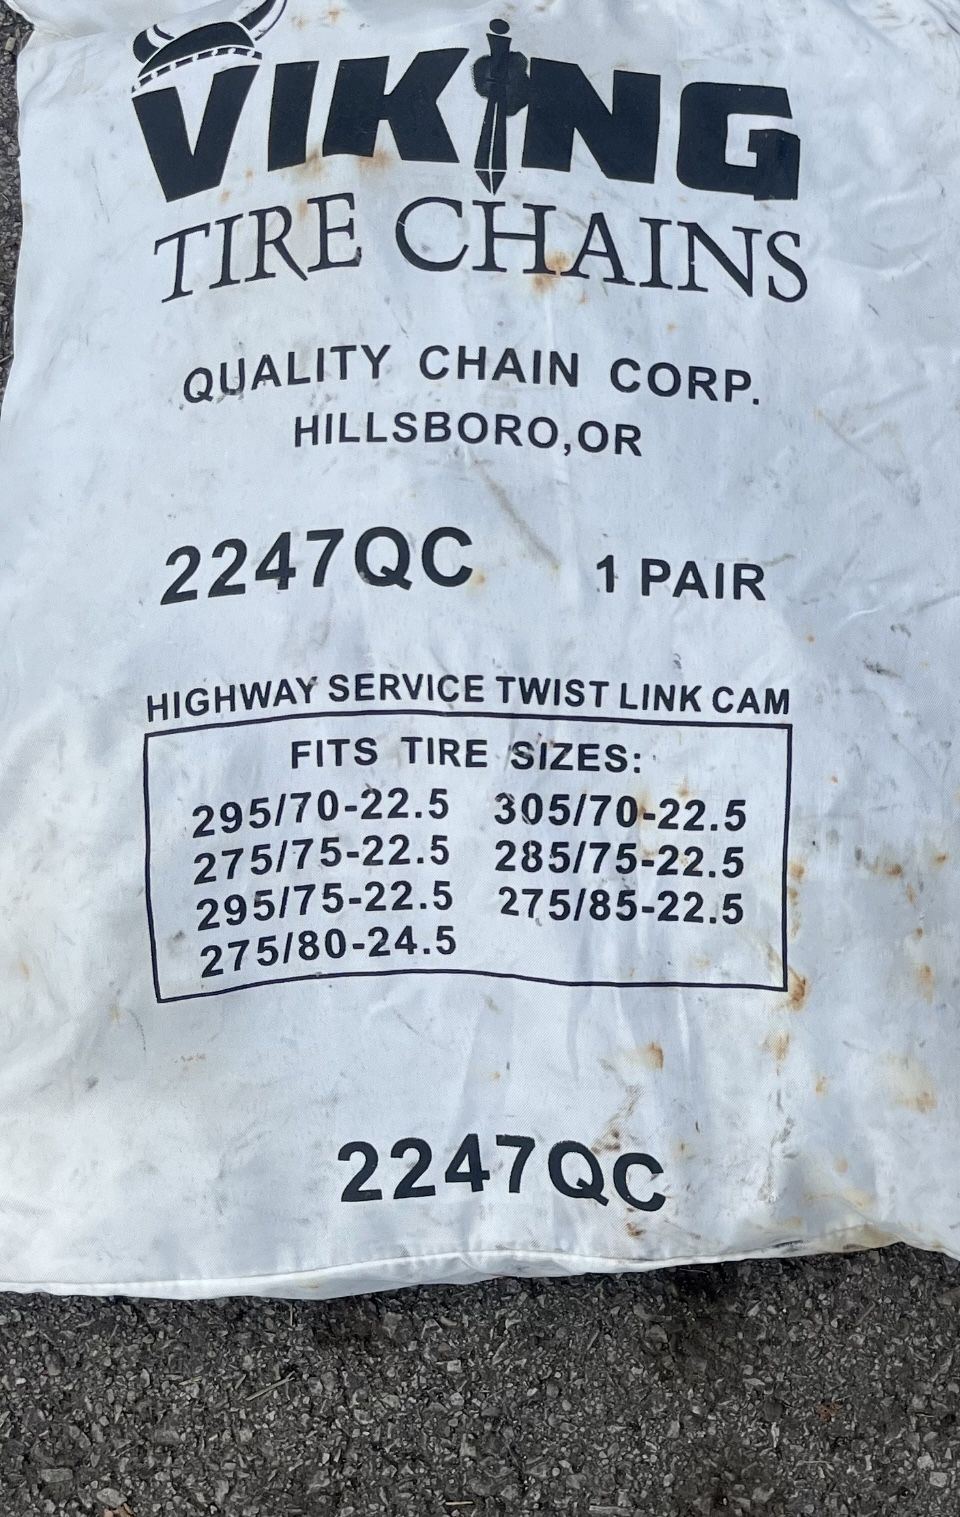 VIKING
TIRE CHAINS
QUALITY CHAIN CORP.
HILLSBORO,OR
2247QC 1 PAIR
HIGHWAY SERVICE TWIST LINK CAM
FITS TIRE SIZES:
295/70-22.5 305/70-22.5
275/75-22.5 285/75-22.5
295/75-22.5 275/85-22.5
275/80-24.5
2247QC